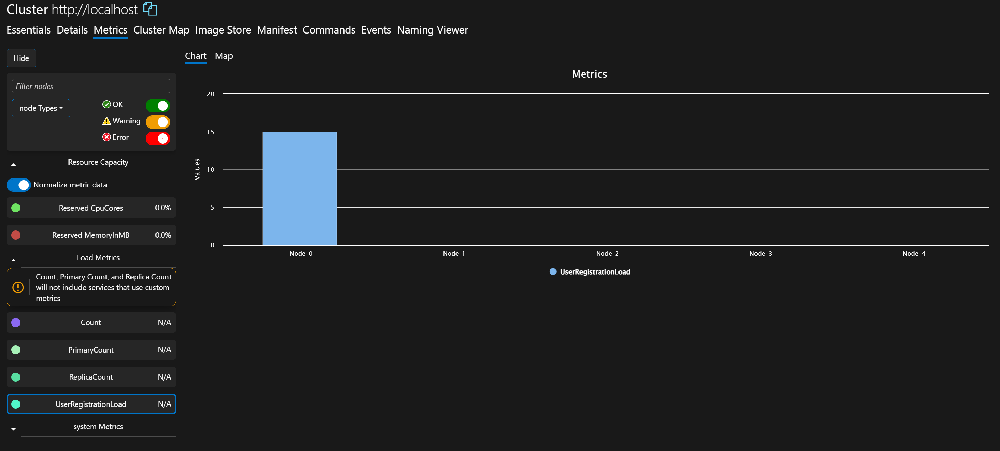 Cluster http://localhost
Essentials Details Metrics Cluster Map Image Store Manifest Commands Events Naming Viewer
Hide
Filter nodes
node Types
OK
Warning
Error
Resource Capacity
Normalize metric data
Reserved CpuCores 0.0%
Reserved MemoryInMB 0.0%
Load Metrics
Count, Primary Count, and Replica Count
will not include services that use custom
metrics
Count N/A
PrimaryCount N/A
ReplicaCount N/A
UserRegistrationLoad N/A
system Metrics
Chart Map
Metrics
Values
20
15
10
5
0
_Node_0 _Node_1 _Node_2 _Node_3 _Node_4
UserRegistrationLoad